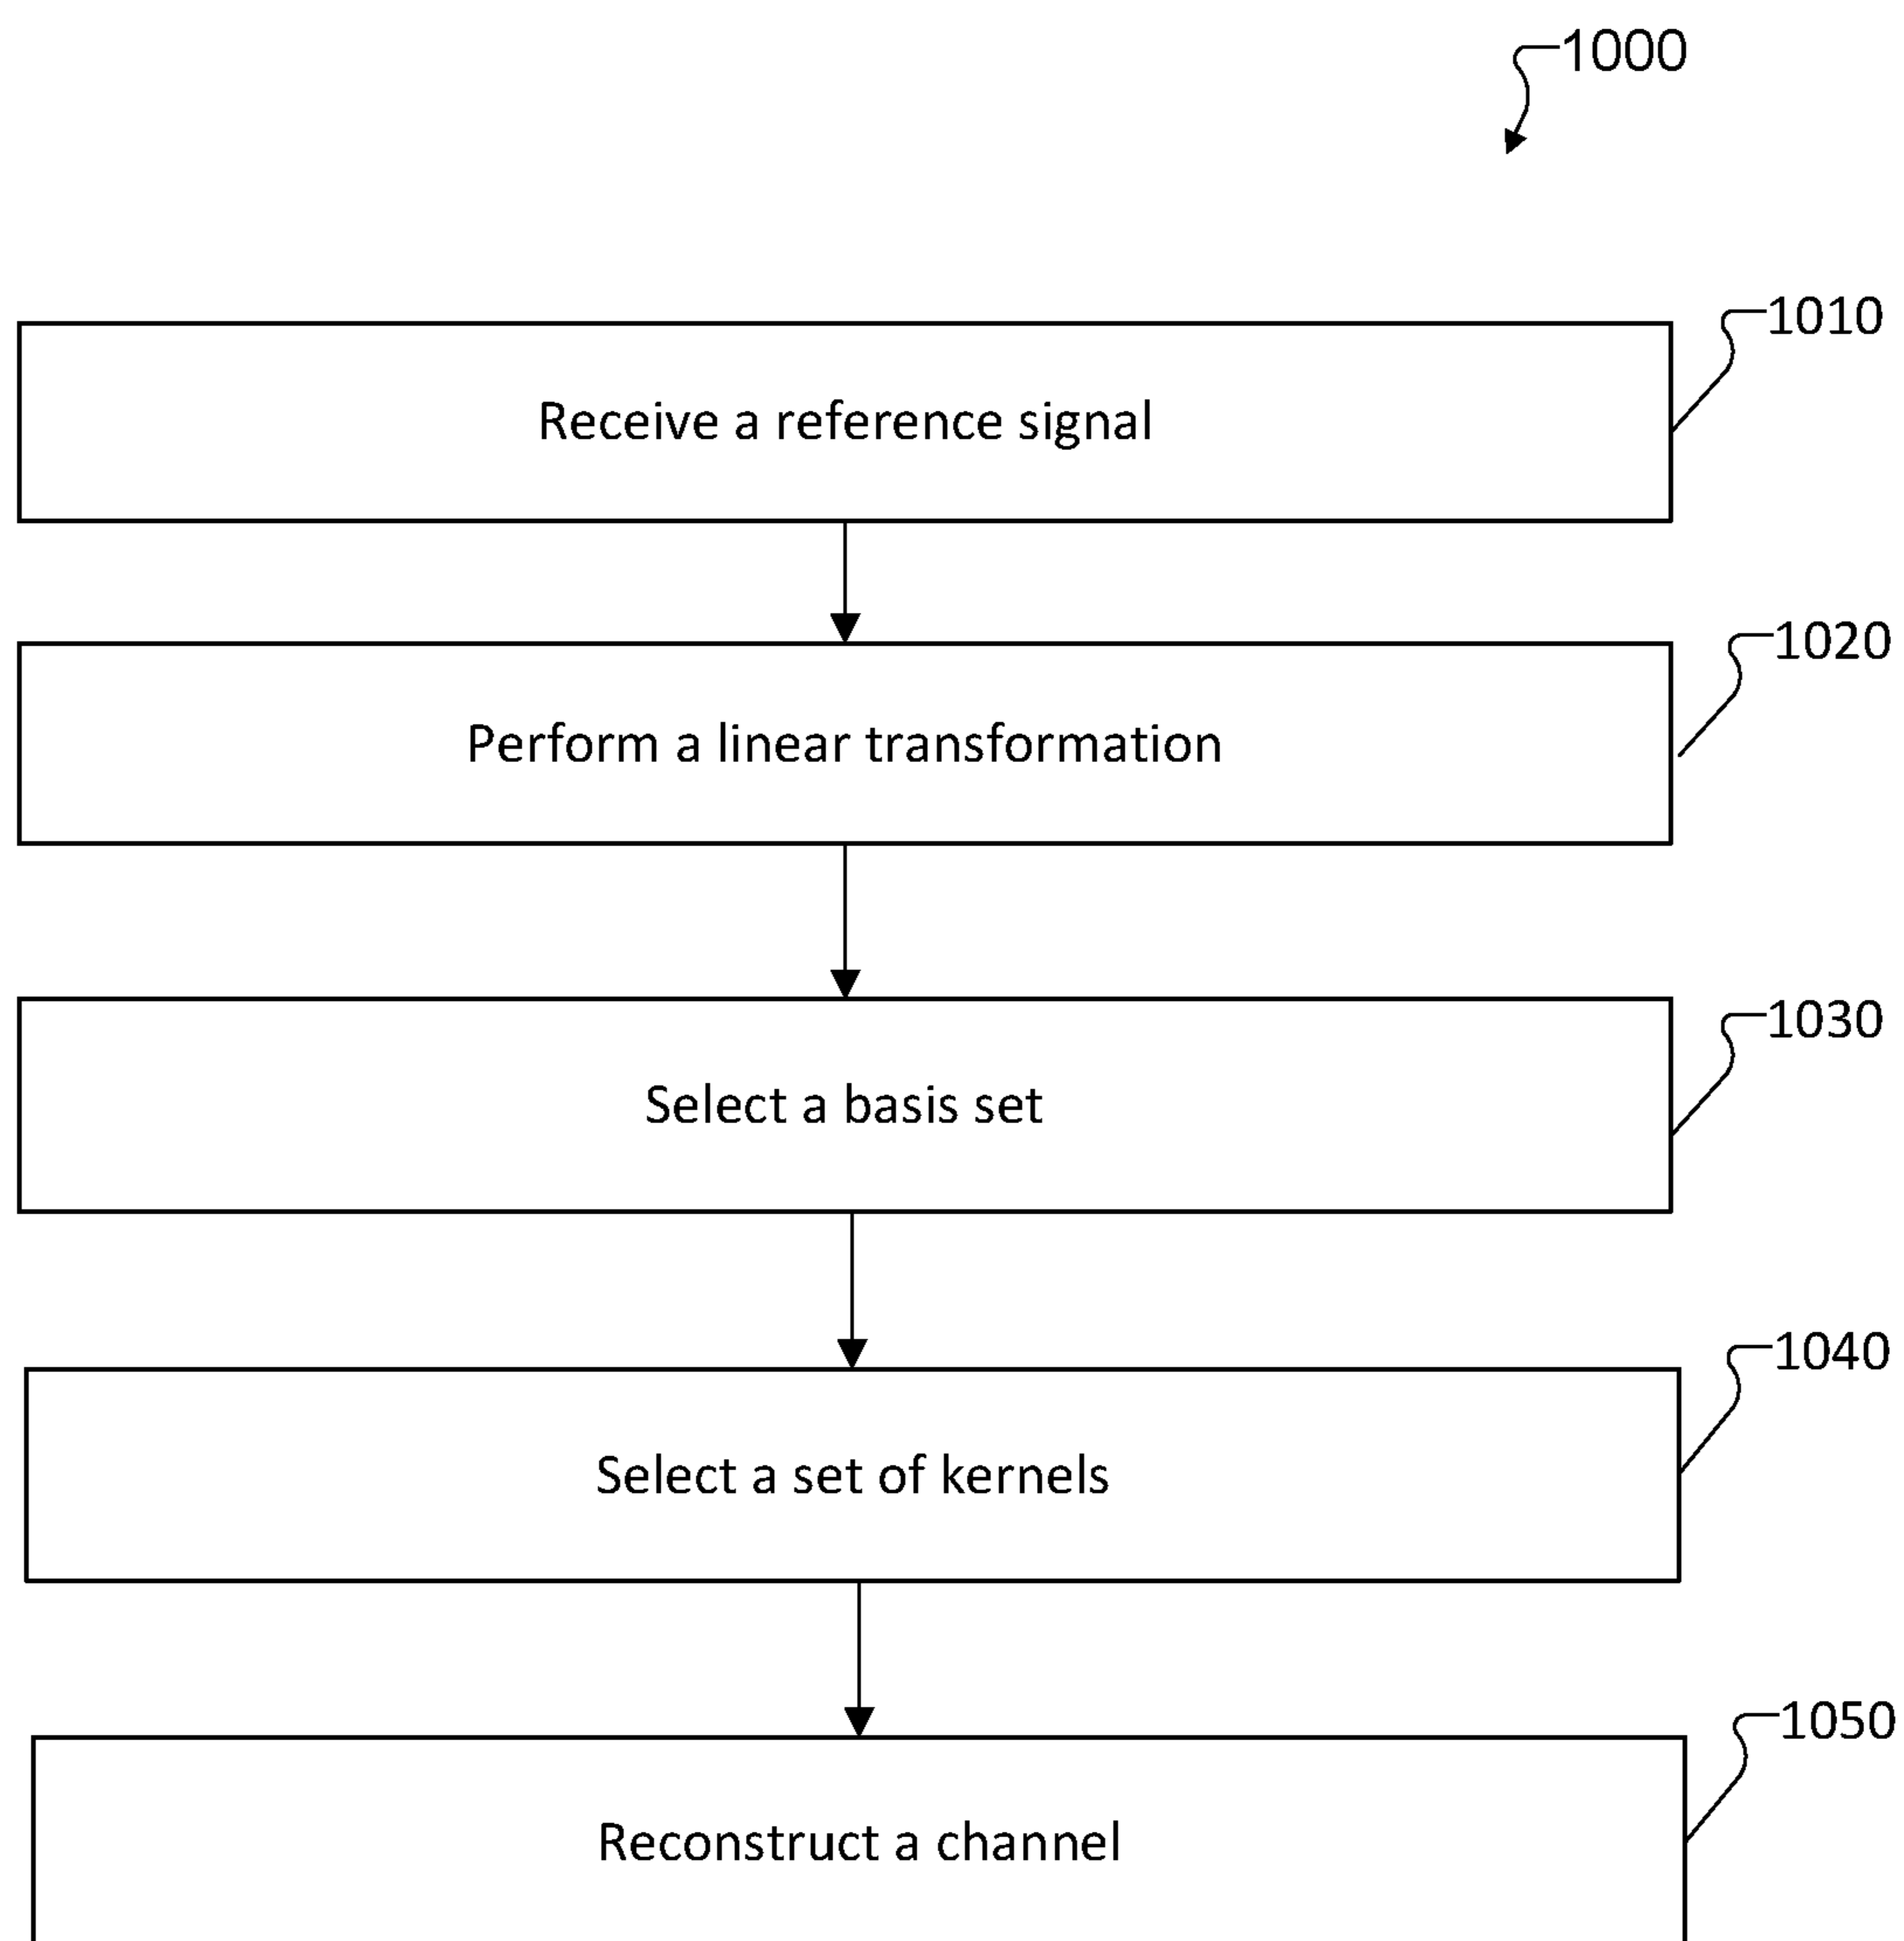 1000
1010
Receive a reference signal
1020
Perform a linear transformation
1030
Select a basis set
1040
Select a set of kernels
1050
Reconstruct a channel